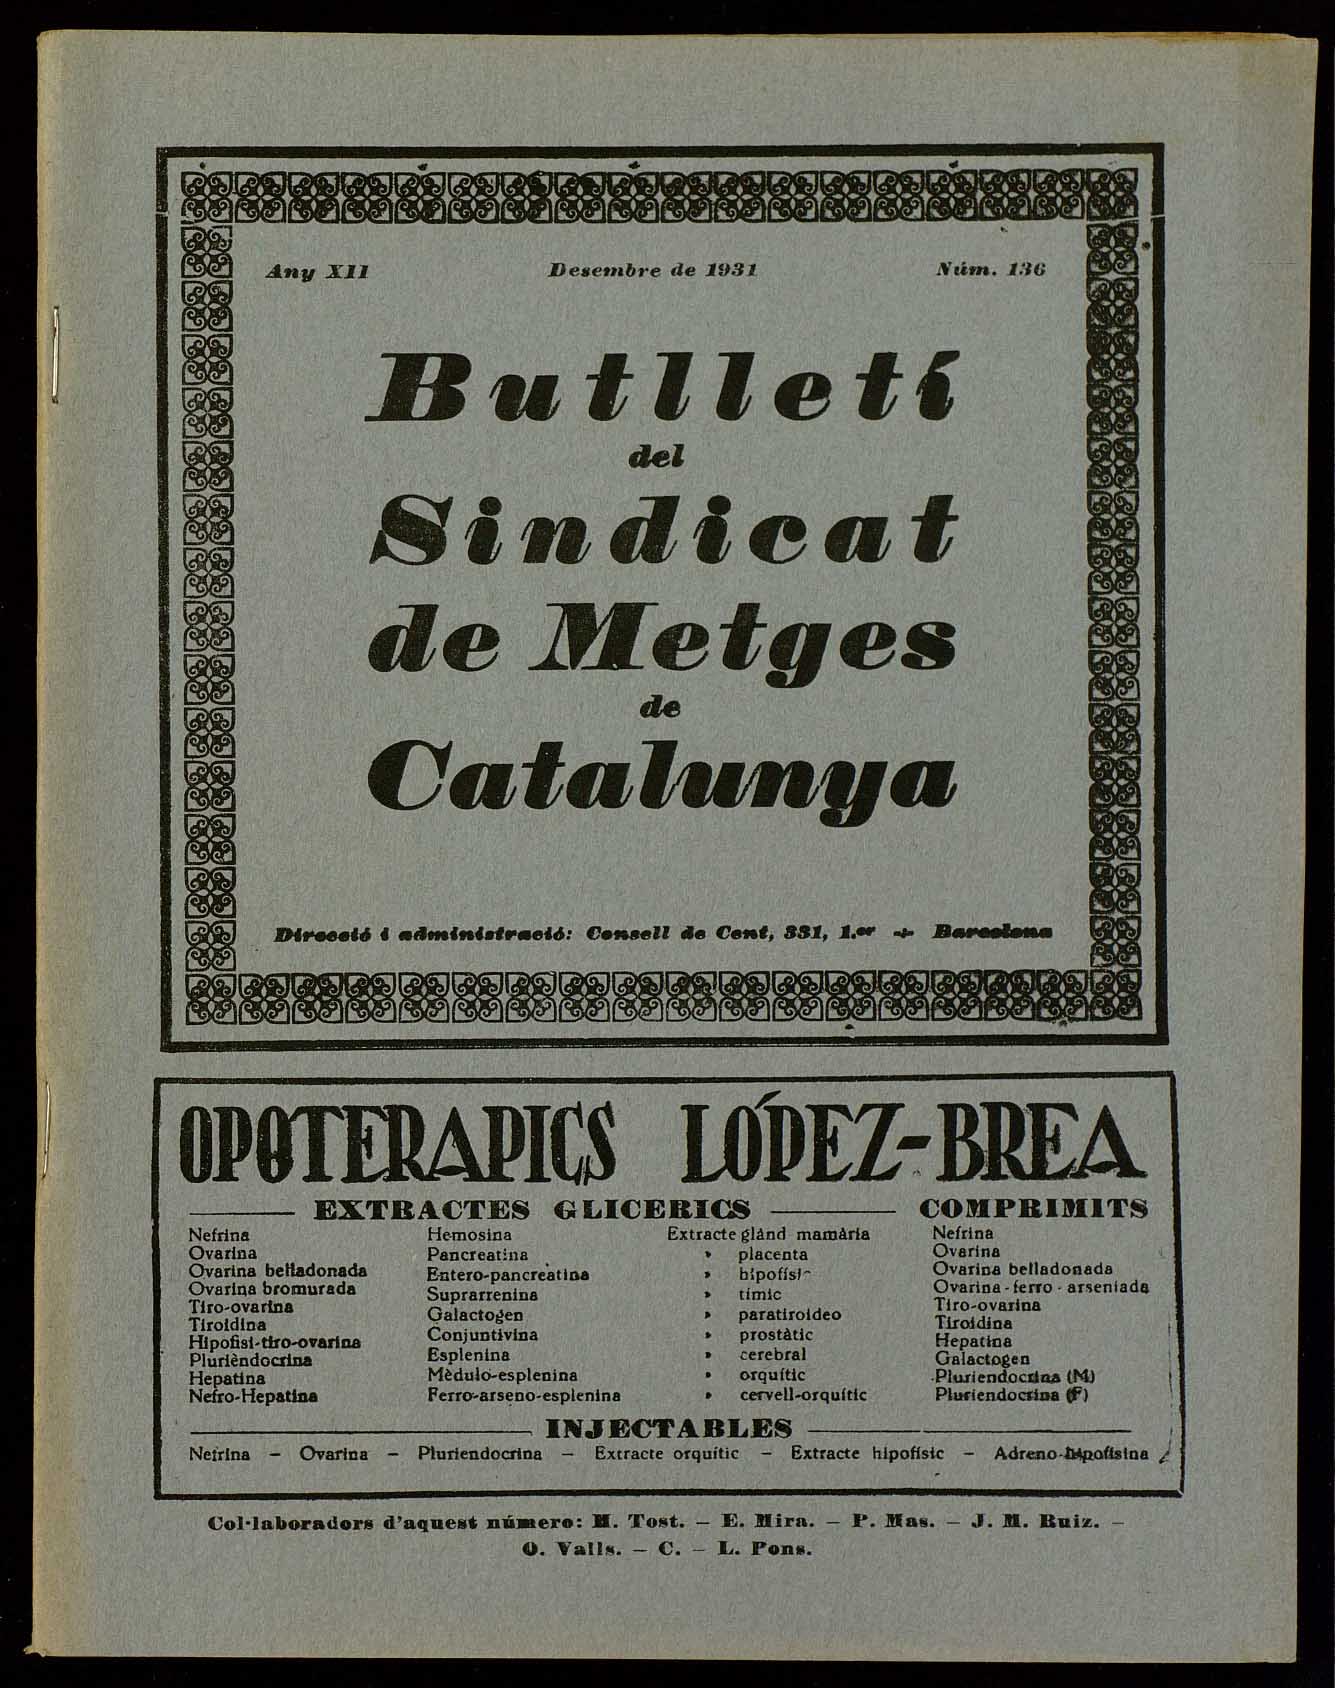 Any XII Desembre de 1931 Núm. 136
Butlletí
del
Sindicat
de Metges
de
Catalunya
Direcció i administració: Consell de Cent, 331, 1.er -+- Barcelona
OPOTERAPICS LÓPEZ-BREA
EXTRACTES GLICERICS
Nefrina
Ovarina
Ovarina belladonada
Ovarina bromurada
Tiro-ovarina
Tiroidina
Hipofisi-tiro-ovarina
Plurièndocrina
Hepatina
Nefro-Hepatina
Hemosina
Pancreatina
Entero-pancreatina
Suprarrenina
Galactogen
Conjuntivina
Esplenina
Mèdulo-esplenina
Ferro-arseno-esplenina
Extracte glànd mamària
» placenta
» hipofísic
» tímic
» paratiroideo
» prostàtic
» cerebral
» orquític
» cervell-orquític
COMPRIMITS
Nefrina
Ovarina
Ovarina belladonada
Ovarina - ferro - arseniada
Tiro-ovarina
Tiroidina
Hepatina
Galactogen
Pluriendocrina (M)
Pluriendocrina (F)
INJECTABLES
Nefrina — Ovarina — Pluriendocrina — Extracte orquític — Extracte hipofísic — Adreno-hipofisina
Col·laboradors d'aquest número: M. Tost. — E. Mira. — P. Mas. — J. M. Ruiz. —
O. Valls. — C. — L. Pons.